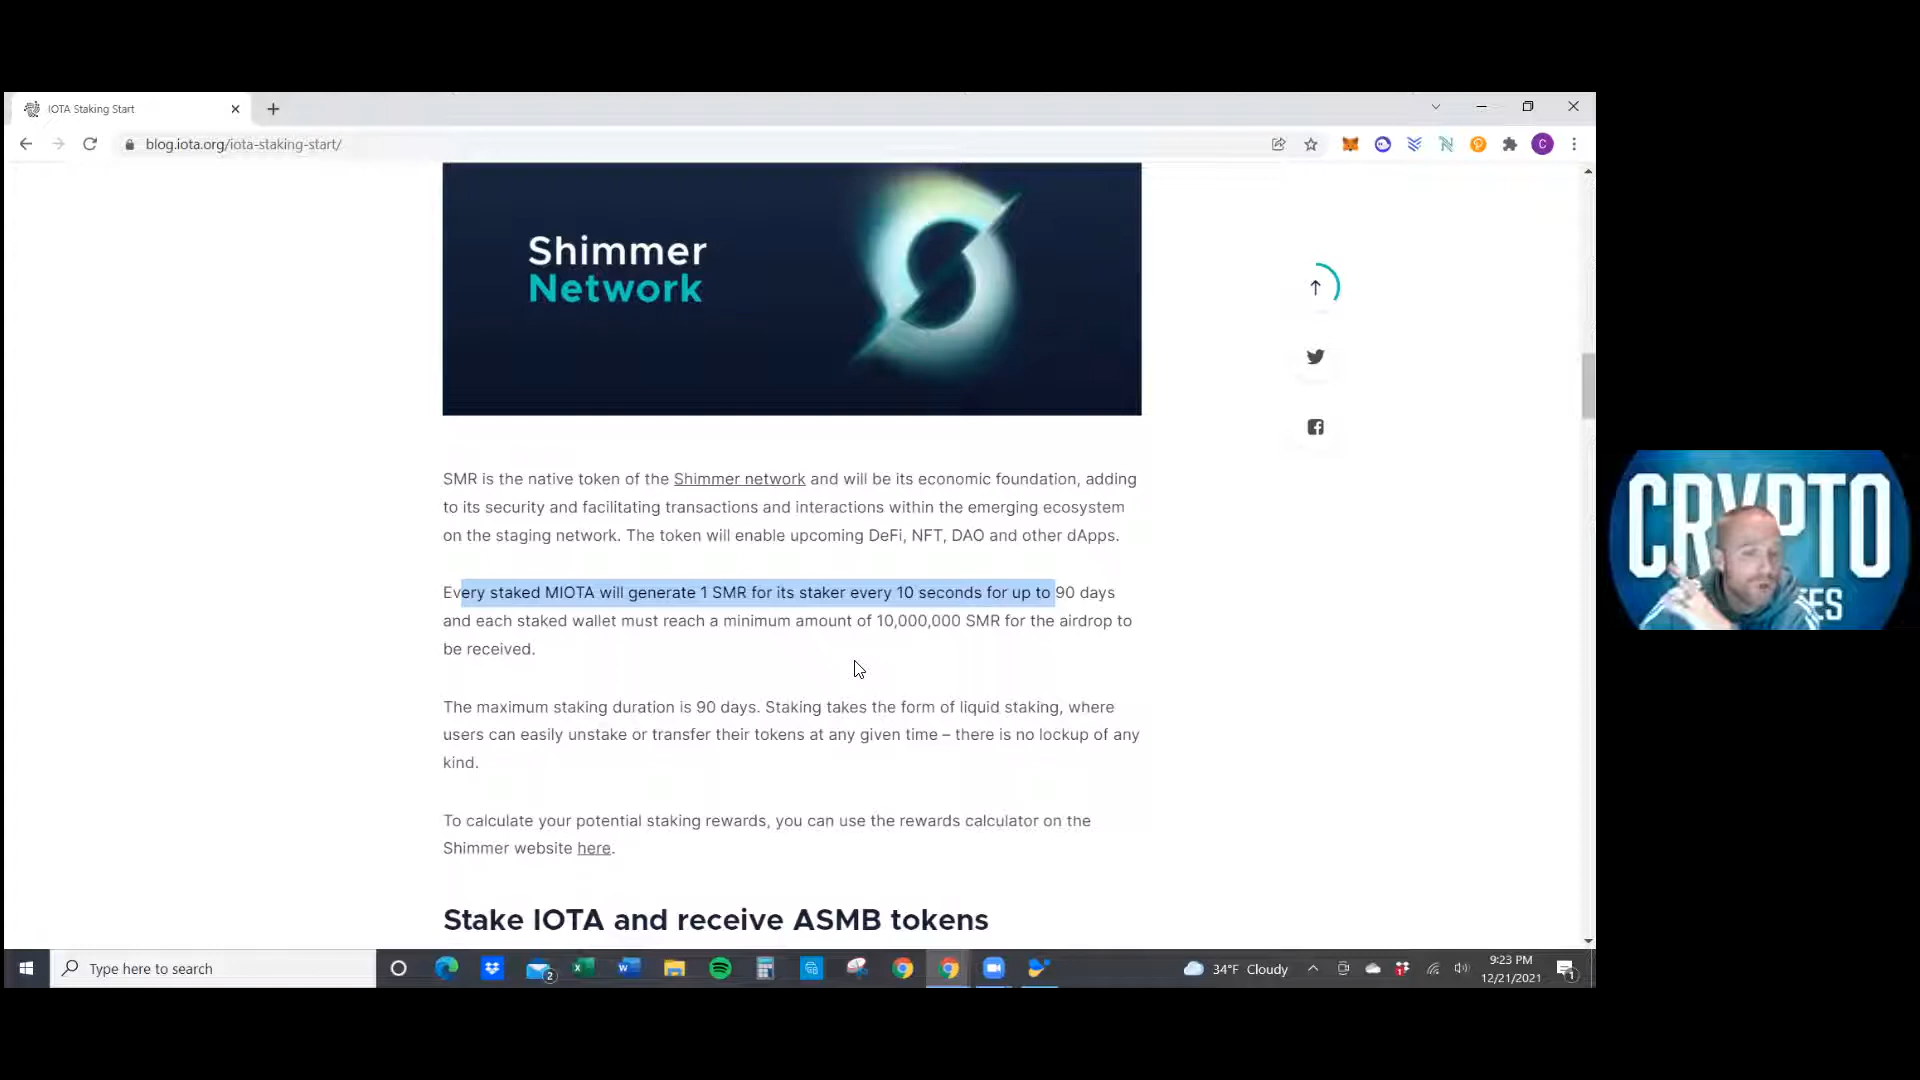 IOTA Staking Start
blog.iota.org/iota-staking-start/
C
Shimmer
Network
SMR is the native token of the Shimmer network and will be its economic foundation, adding
to its security and facilitating transactions and interactions within the emerging ecosystem
on the staging network. The token will enable upcoming DeFi, NFT, DAO and other dApps.
Every staked MIOTA will generate 1 SMR for its staker every 10 seconds for up to 90 days
and each staked wallet must reach a minimum amount of 10,000,000 SMR for the airdrop to
be received.
The maximum staking duration is 90 days. Staking takes the form of liquid staking, where
users can easily unstake or transfer their tokens at any given time – there is no lockup of any
kind.
To calculate your potential staking rewards, you can use the rewards calculator on the
Shimmer website here.
Stake IOTA and receive ASMB tokens
CRYPTO
Type here to search
2
34°F Cloudy
9:23 PM
12/21/2021
1